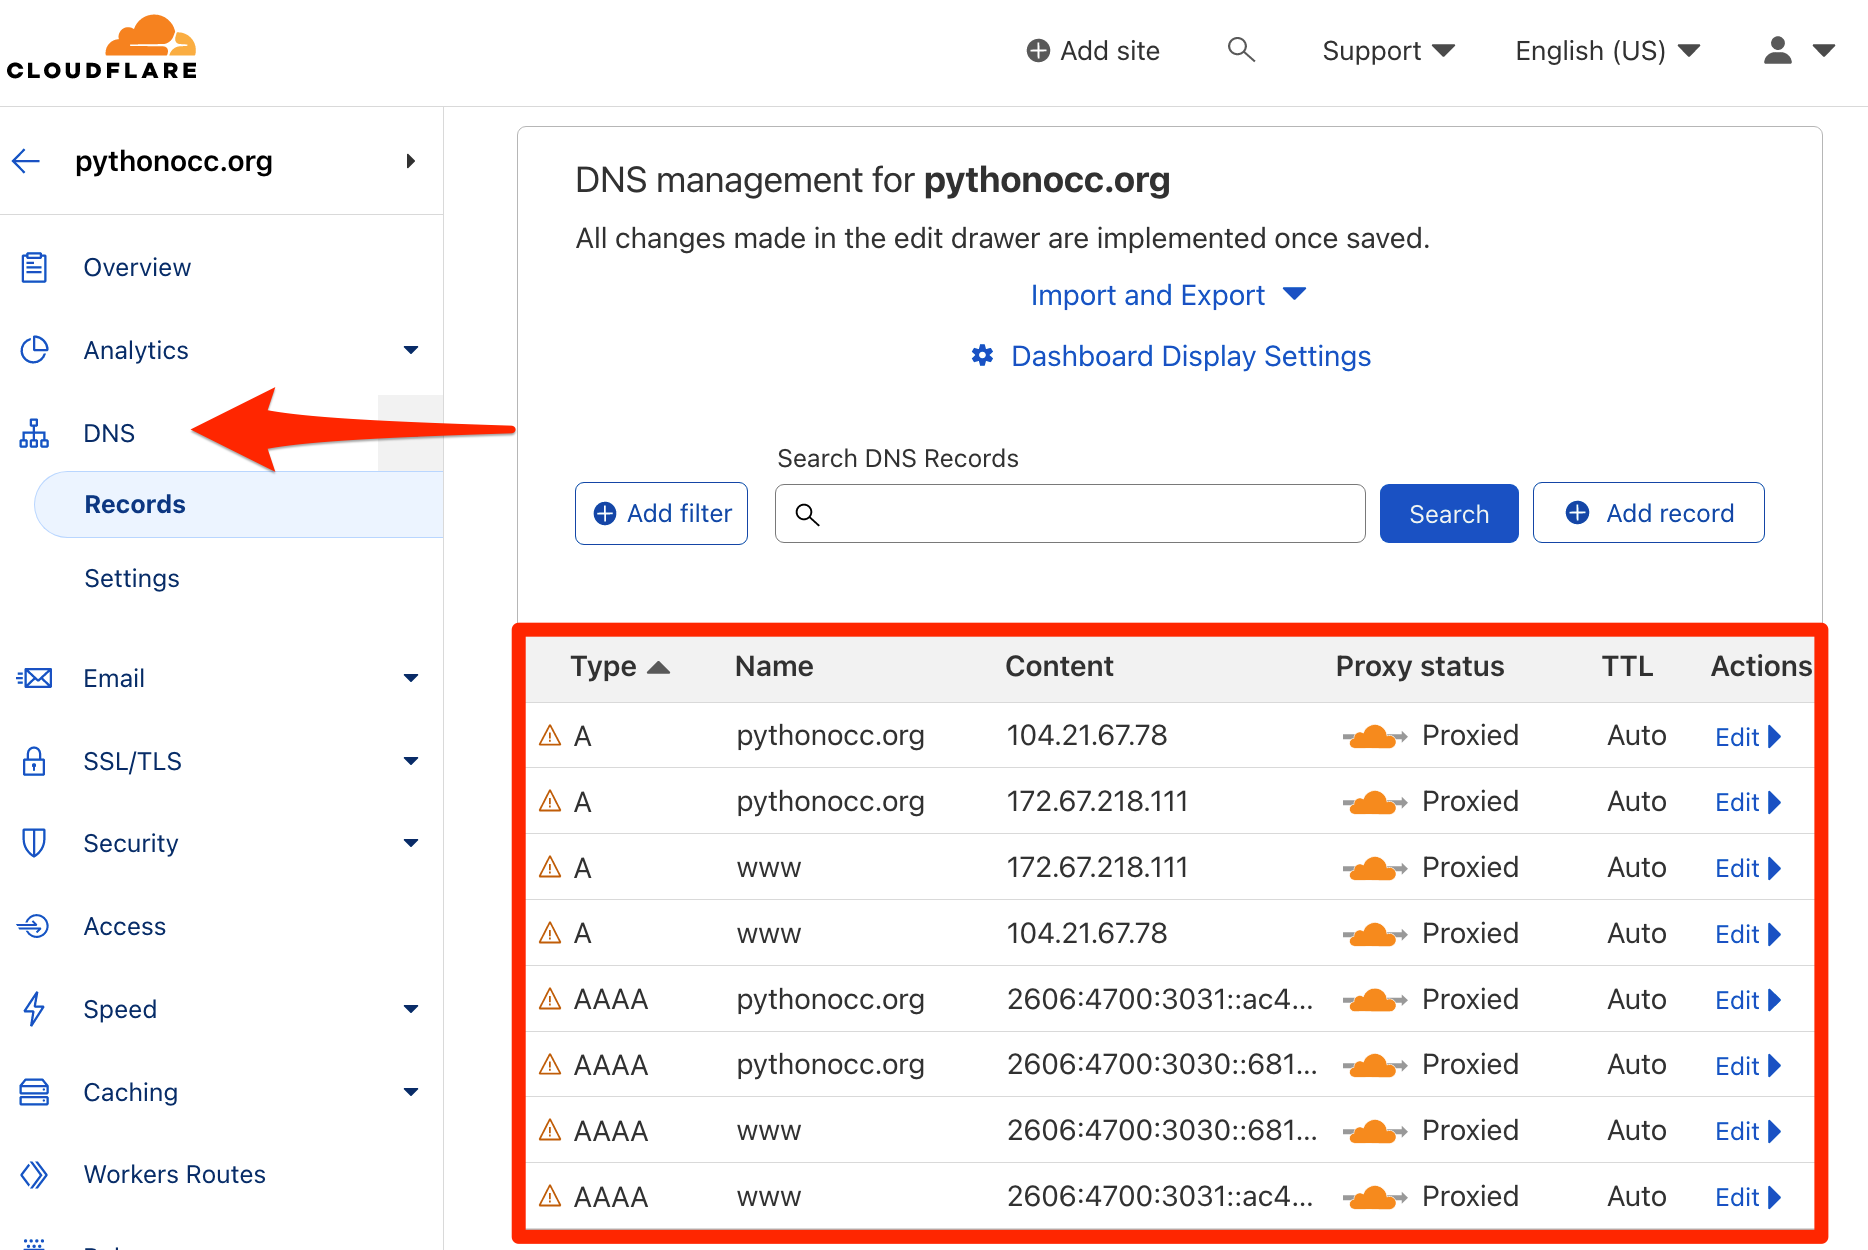 CLOUDFLARE
Add site
Support
English (US)
pythonocc.org
Overview
Analytics
DNS
Records
Settings
Email
SSL/TLS
Security
Access
Speed
Caching
Workers Routes
DNS management for pythonocc.org
All changes made in the edit drawer are implemented once saved.
Import and Export
Dashboard Display Settings
Search DNS Records
Add filter
Search
Add record
Type Name Content Proxy status TTL Actions
A pythonocc.org 104.21.67.78 Proxied Auto Edit
A pythonocc.org 172.67.218.111 Proxied Auto Edit
A www 172.67.218.111 Proxied Auto Edit
A www 104.21.67.78 Proxied Auto Edit
AAAA pythonocc.org 2606:4700:3031::ac4... Proxied Auto Edit
AAAA pythonocc.org 2606:4700:3030::681... Proxied Auto Edit
AAAA www 2606:4700:3030::681... Proxied Auto Edit
AAAA www 2606:4700:3031::ac4... Proxied Auto Edit